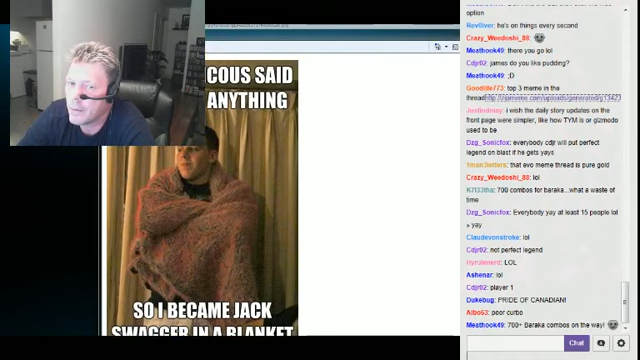 option
Rev0liver: he's on things every second
Crazy_Weedoshi_88:
Meathook49: there you go lol
Cdjr02: james do you like pudding?
Meathook49: ;D
Goodlife773: top 3 meme in the
thread
i wish the daily story updates on the
front page were simpler, like how TYM is or gizmodo
used to be
Dzg_Sonicfox: everybody cdjr will put perfect
legend on blast if he gets yays
that evo meme thread is pure gold
Crazy_Weedoshi_88: lol
K7l33tha: 700 combos for baraka...what a waste of
time
Dzg_Sonicfox: Everybody yay at least 15 people lol
> yay
Claudevonstroke: lol
Cdjr02: not perfect legend
Hyrulenerd: LOL
Ashenar: lol
Cdjr02: player 1
Dukebug: PRIDE OF CANADIAN!
Albo63: poor curbo
Meathook49: 700+ Baraka combos on the way!
Chat
COUS SAID
ANYTHING
SO I BECAME JACK
SWAGGER IN A BLANKET